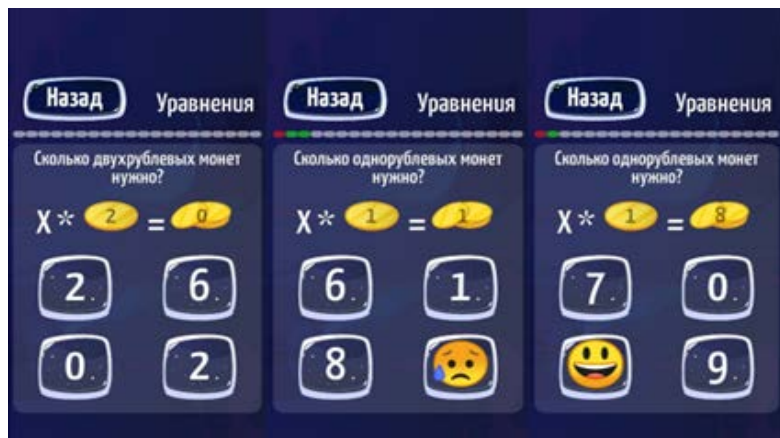 Назад Уравнения
Сколько двухрублевых монет
нужно?
X * 2 = 0
2. 6.
0. 2.
Назад Уравнения
Сколько однорублевых монет
нужно?
X * 1 = 1
6. 1.
8.
Назад Уравнения
Сколько однорублевых монет
нужно?
X * 1 = 8
7. 0.
9.